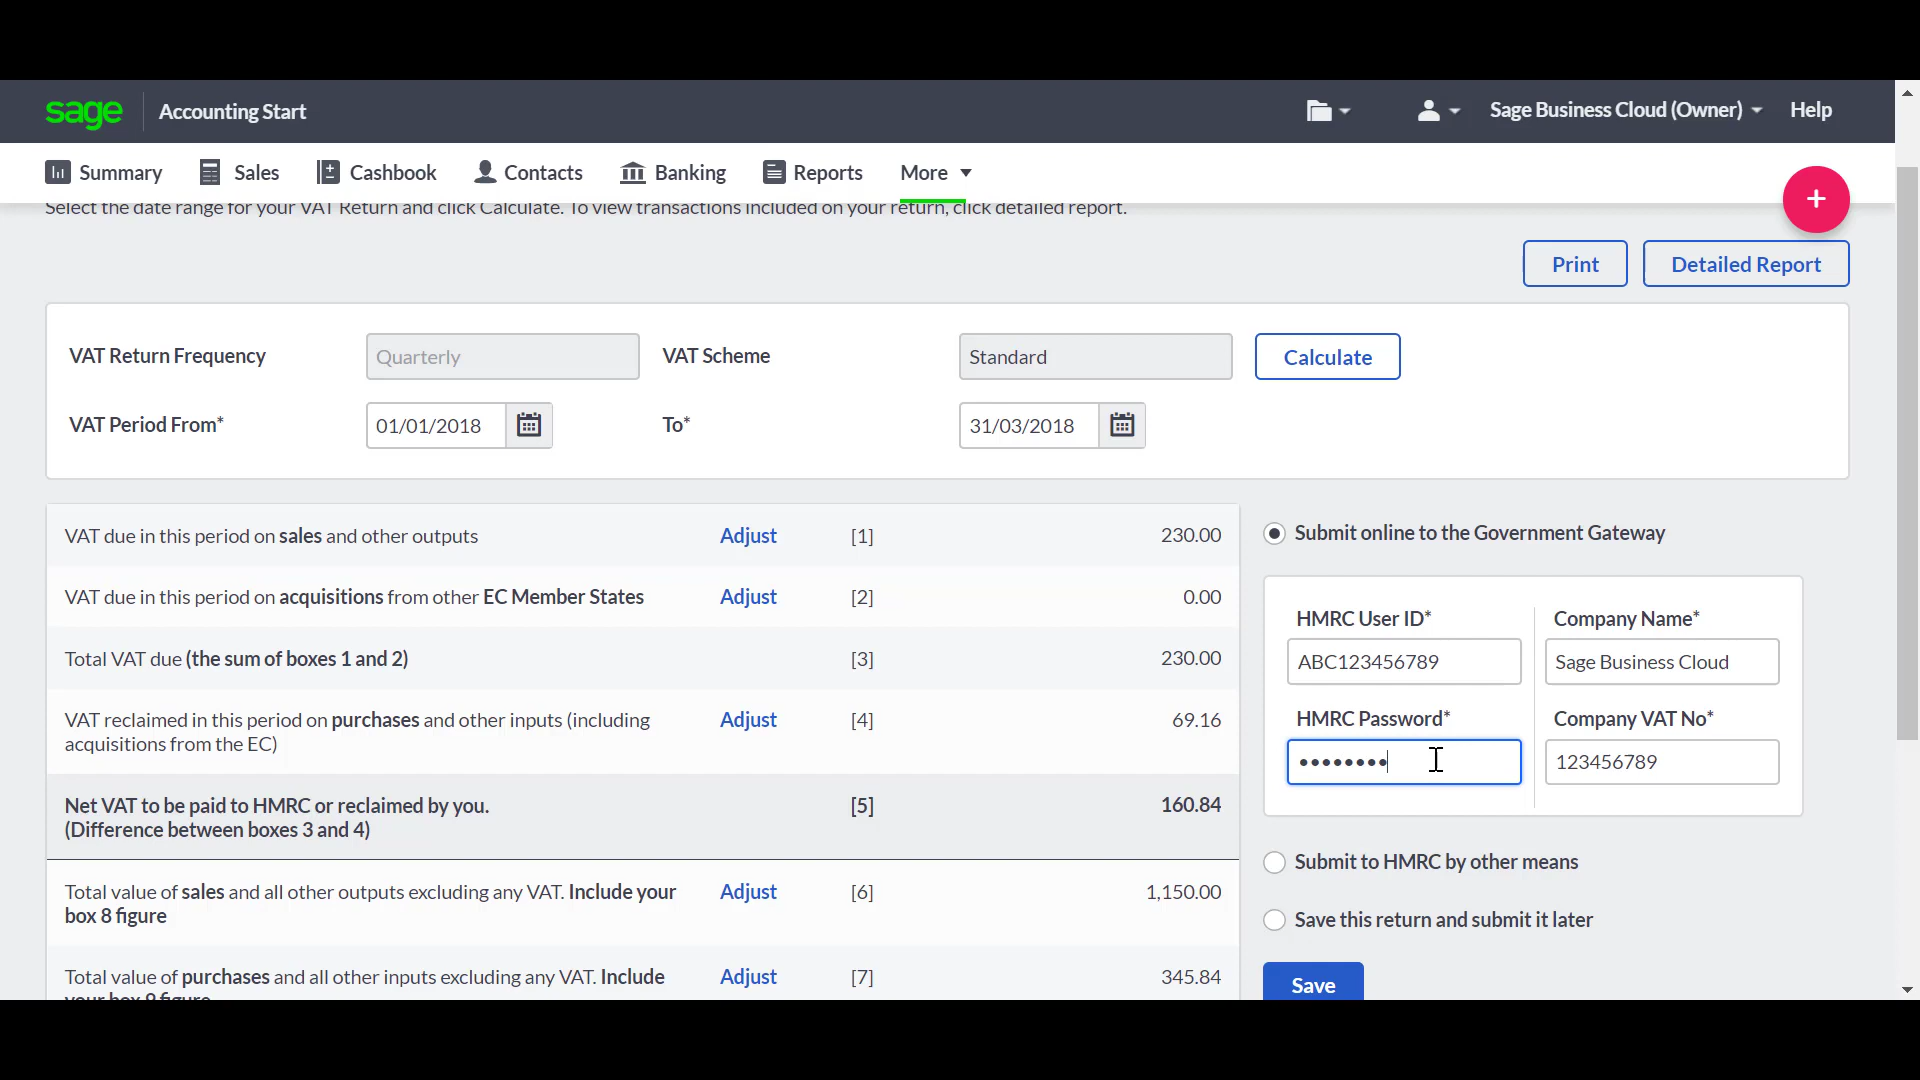 sage Accounting Start Sage Business Cloud (Owner) Help
Summary Sales Cashbook Contacts Banking Reports More
Select the date range for your VAT Return and click Calculate. To view transactions included on your return, click detailed report.
+
Print Detailed Report
VAT Return Frequency Quarterly VAT Scheme Standard Calculate
VAT Period From* 01/01/2018 To* 31/03/2018
VAT due in this period on sales and other outputs Adjust [1] 230.00
VAT due in this period on acquisitions from other EC Member States Adjust [2] 0.00
Total VAT due (the sum of boxes 1 and 2) [3] 230.00
VAT reclaimed in this period on purchases and other inputs (including
acquisitions from the EC) Adjust [4] 69.16
Net VAT to be paid to HMRC or reclaimed by you.
(Difference between boxes 3 and 4) [5] 160.84
Total value of sales and all other outputs excluding any VAT. Include your
box 8 figure Adjust [6] 1,150.00
Total value of purchases and all other inputs excluding any VAT. Include
your box 9 figure Adjust [7] 345.84
Submit online to the Government Gateway
HMRC User ID* Company Name*
ABC123456789 Sage Business Cloud
HMRC Password* Company VAT No*
•••••••• 123456789
Submit to HMRC by other means
Save this return and submit it later
Save